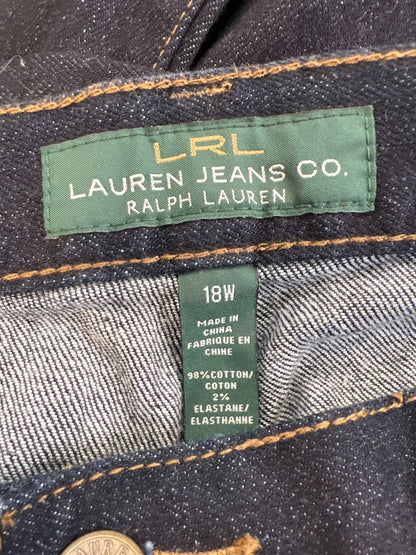 LRL
LAUREN JEANS CO.
RALPH LAUREN
18W
MADE IN
CHINA
FABRIQUE EN
CHINE
98% COTTON/
COTON
2%
ELASTANE/
ELASTHANNE